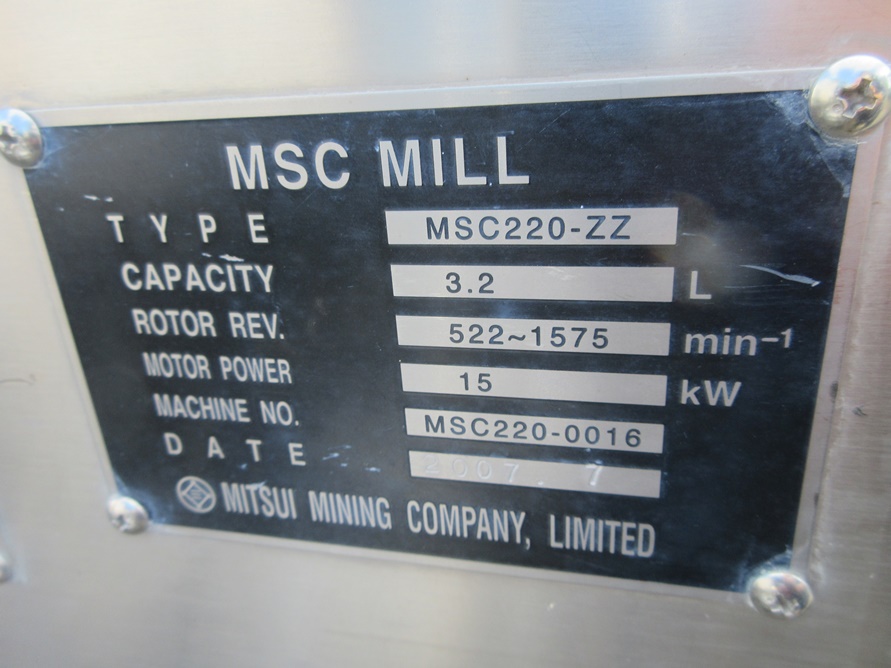 MSC MILL
TYPE MSC220-ZZ
CAPACITY 3.2 L
ROTOR REV. 522~1575 min⁻¹
MOTOR POWER 15 kW
MACHINE NO. MSC220-0016
DATE 2007. 7
MITSUI MINING COMPANY, LIMITED